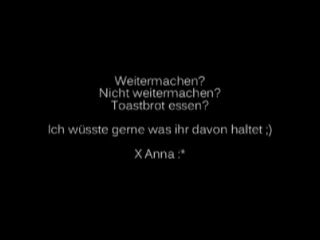 Weitermachen?
Nicht weitermachen?
Toastbrot essen?
Ich wüsste gerne was ihr davon haltet ;)
X Anna :*